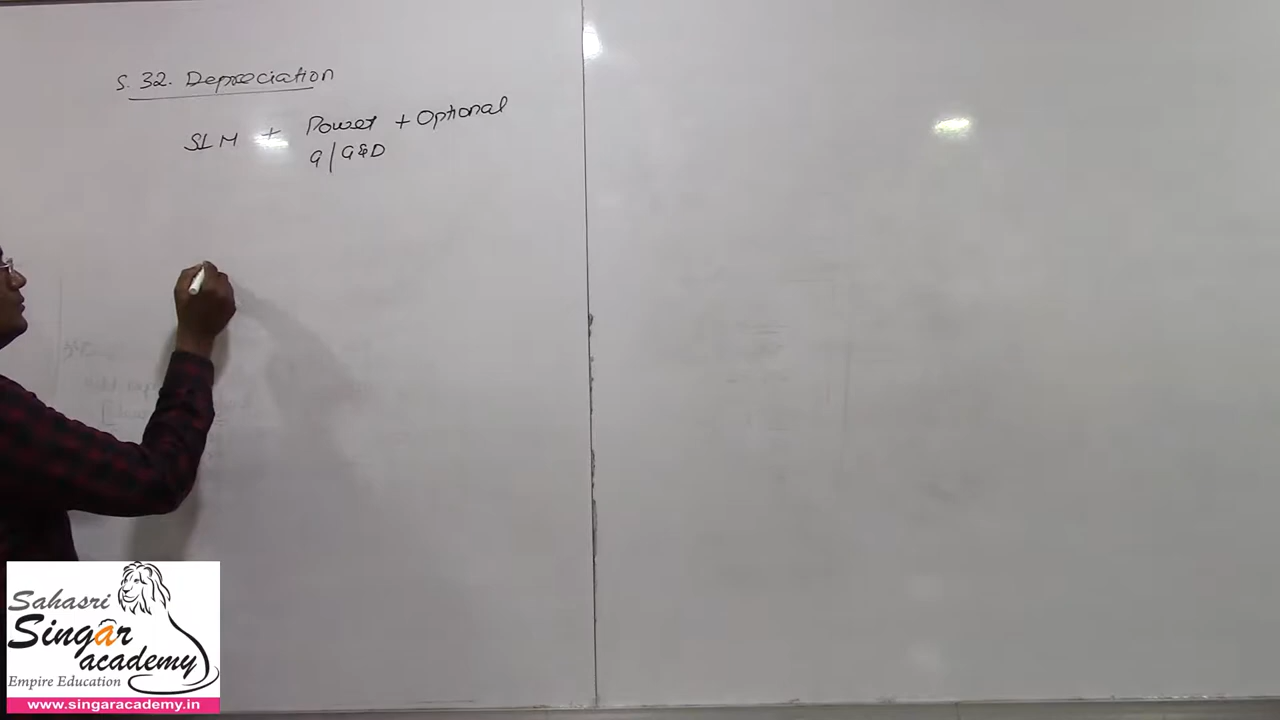 S. 32. Depreciation
SLM + Power + Optional
G / G&D
Sahasri
Singar
academy
Empire Education
www.singaracademy.in